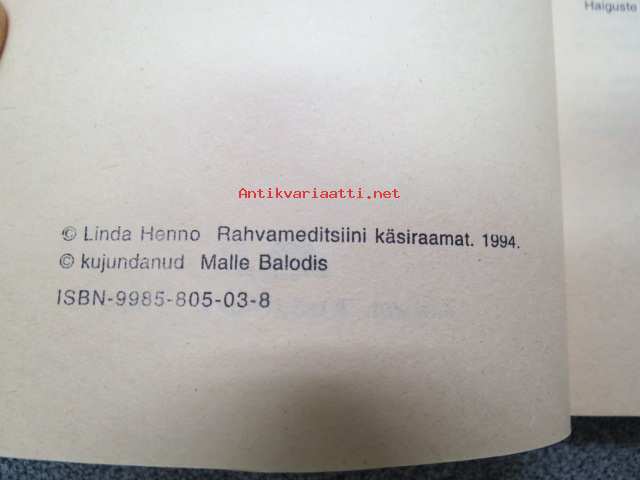 Haiguste
Antikvariaatti.net
© Linda Henno Rahvameditsiini käsiraamat. 1994.
© kujundanud Malle Balodis
ISBN-9985-805-03-8